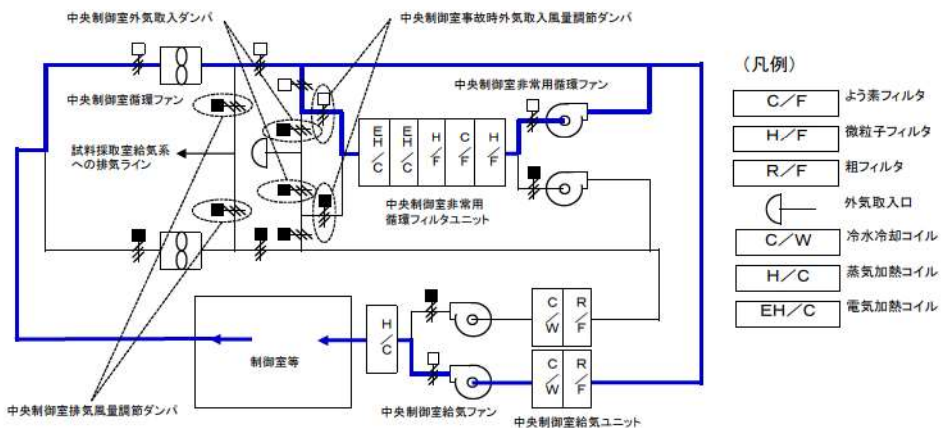 中央制御室外気取入ダンパ
中央制御室事故時外気取入風量調節ダンパ
中央制御室循環ファン
中央制御室非常用循環ファン
試料採取室給気系
への排気ライン
EH/C
EH/C
H/F
C/F
H/F
中央制御室非常用
循環フィルタユニット
制御室等
H/C
C/W
R/F
C/W
R/F
中央制御室排気風量調節ダンパ
中央制御室給気ファン
中央制御室給気ユニット
(凡例)
C/F
よう素フィルタ
H/F
微粒子フィルタ
R/F
粗フィルタ
外気取入口
C/W
冷水冷却コイル
H/C
蒸気加熱コイル
EH/C
電気加熱コイル